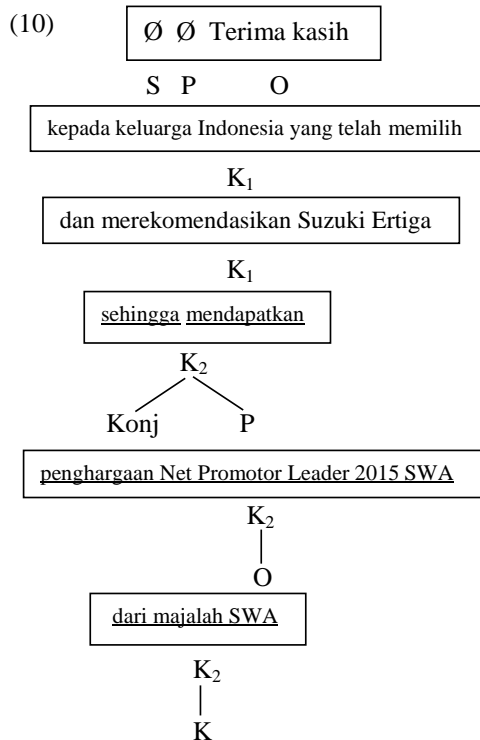 (10)
Ø Ø Terima kasih
S P O
kepada keluarga Indonesia yang telah memilih
K₁
dan merekomendasikan Suzuki Ertiga
K₁
sehingga mendapatkan
K₂
Konj P
penghargaan Net Promotor Leader 2015 SWA
K₂
O
dari majalah SWA
K₂
K